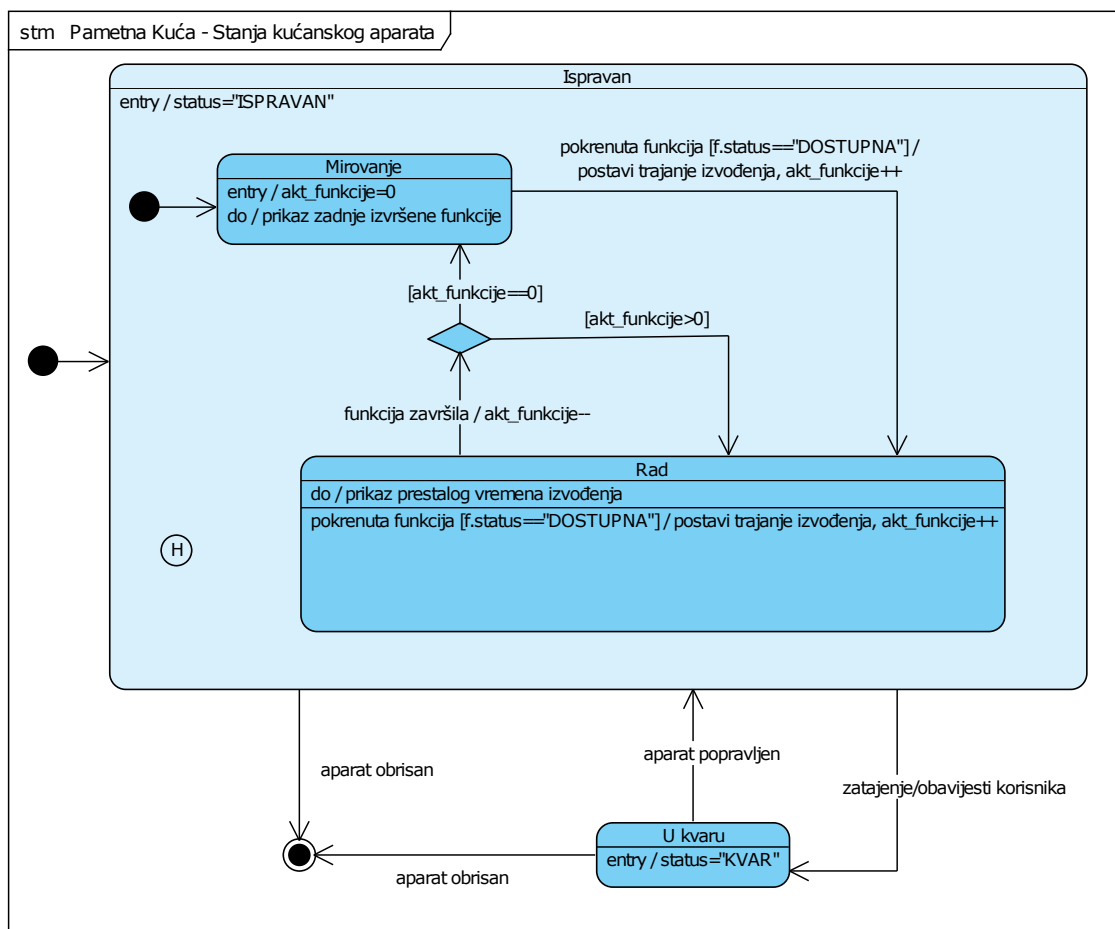 stm Pametna Kuća - Stanja kućanskog aparata
Ispravan
entry / status="ISPRAVAN"
Mirovanje
entry / akt_funkcije=0
do / prikaz zadnje izvršene funkcije
pokrenuta funkcija [f.status=="DOSTUPNA"] /
postavi trajanje izvođenja, akt_funkcije++
[akt_funkcije==0]
[akt_funkcije>0]
funkcija završila / akt_funkcije--
Rad
do / prikaz prestalog vremena izvođenja
pokrenuta funkcija [f.status=="DOSTUPNA"] / postavi trajanje izvođenja, akt_funkcije++
H
aparat obrisan
aparat popravljen
zatajenje/obavijesti korisnika
U kvaru
entry / status="KVAR"
aparat obrisan